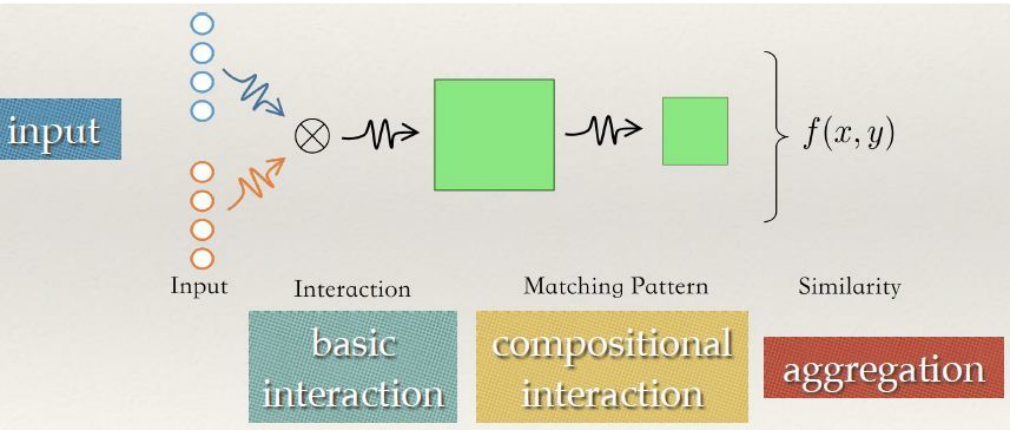 input
f(x, y)
Input
Interaction
Matching Pattern
Similarity
basic
interaction
compositional
interaction
aggregation